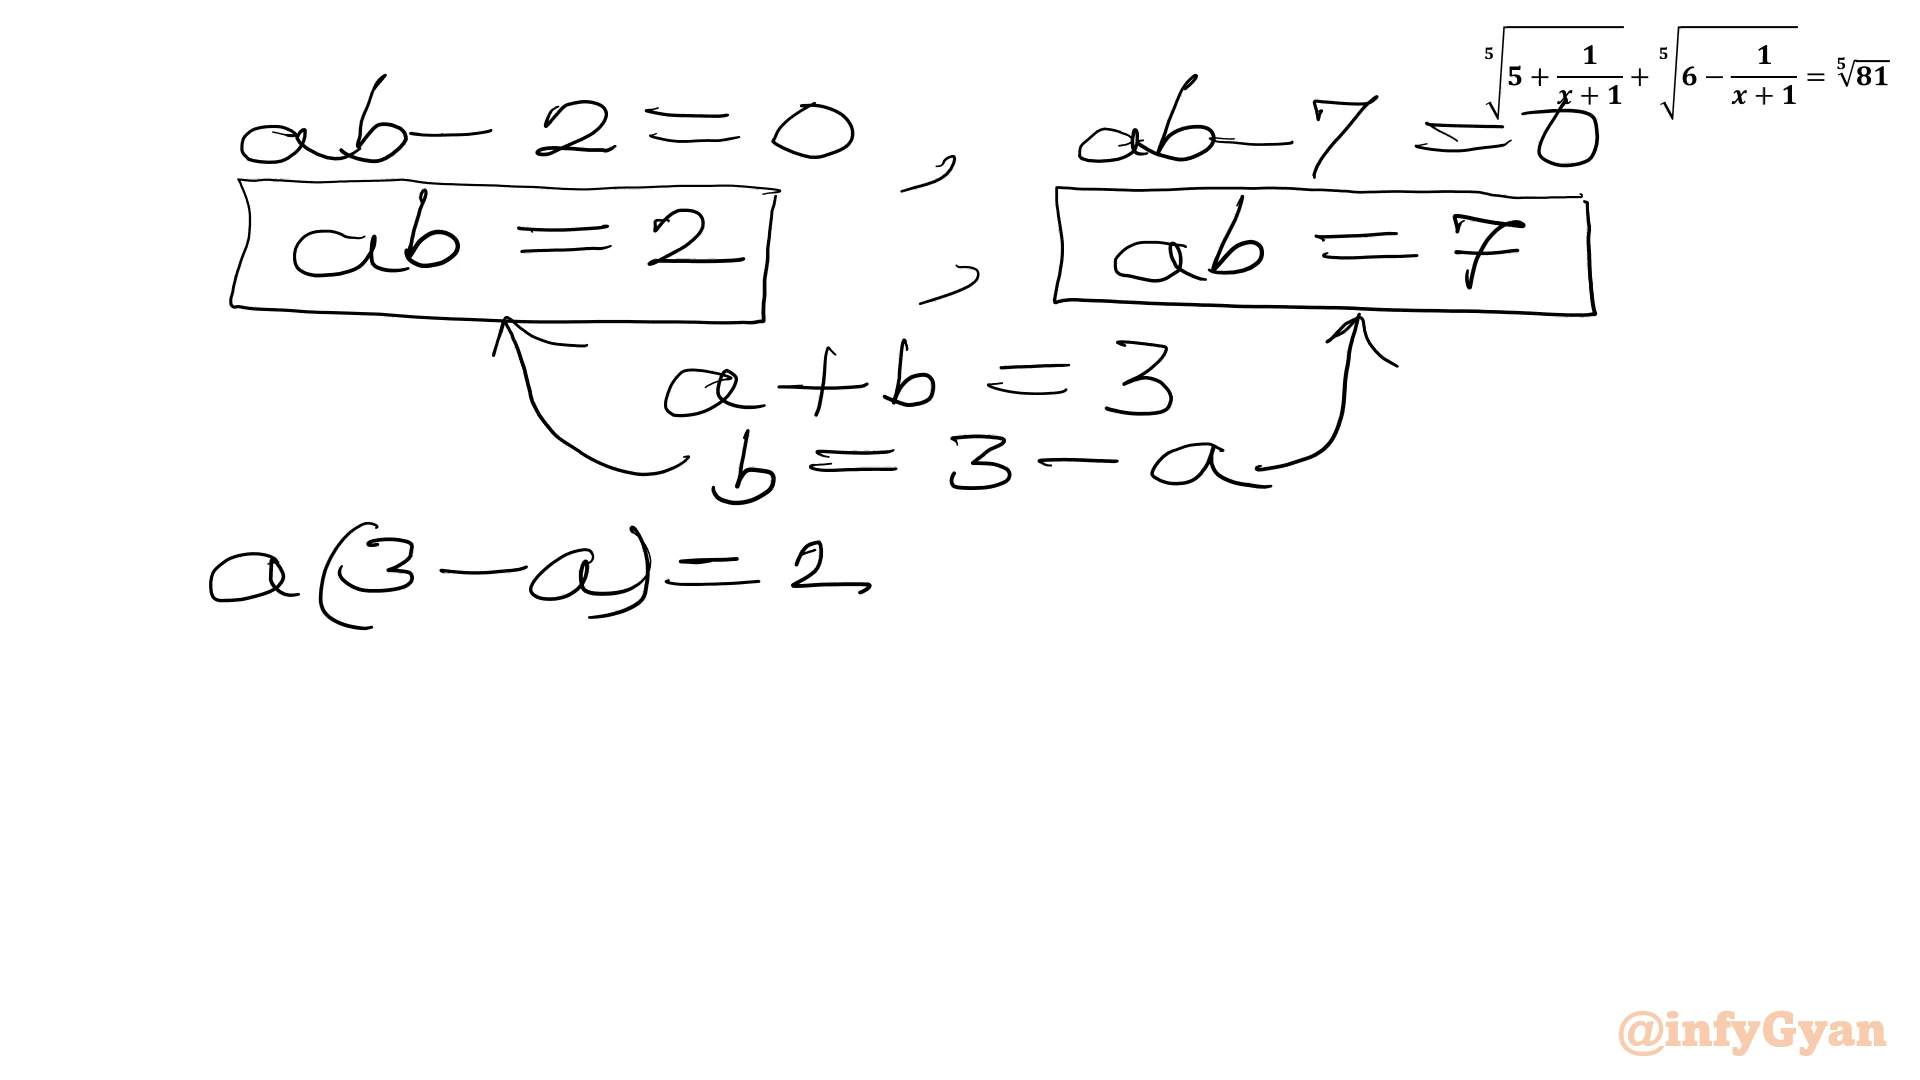 ⁵√(5 + 1/(x + 1)) + ⁵√(6 − 1/(x + 1)) = ⁵√81
ab − 2 = 0 , ab − 7 = 0
ab = 2 , ab = 7
a + b = 3
b = 3 − a
a(3 − a) = 2
@infyGyan